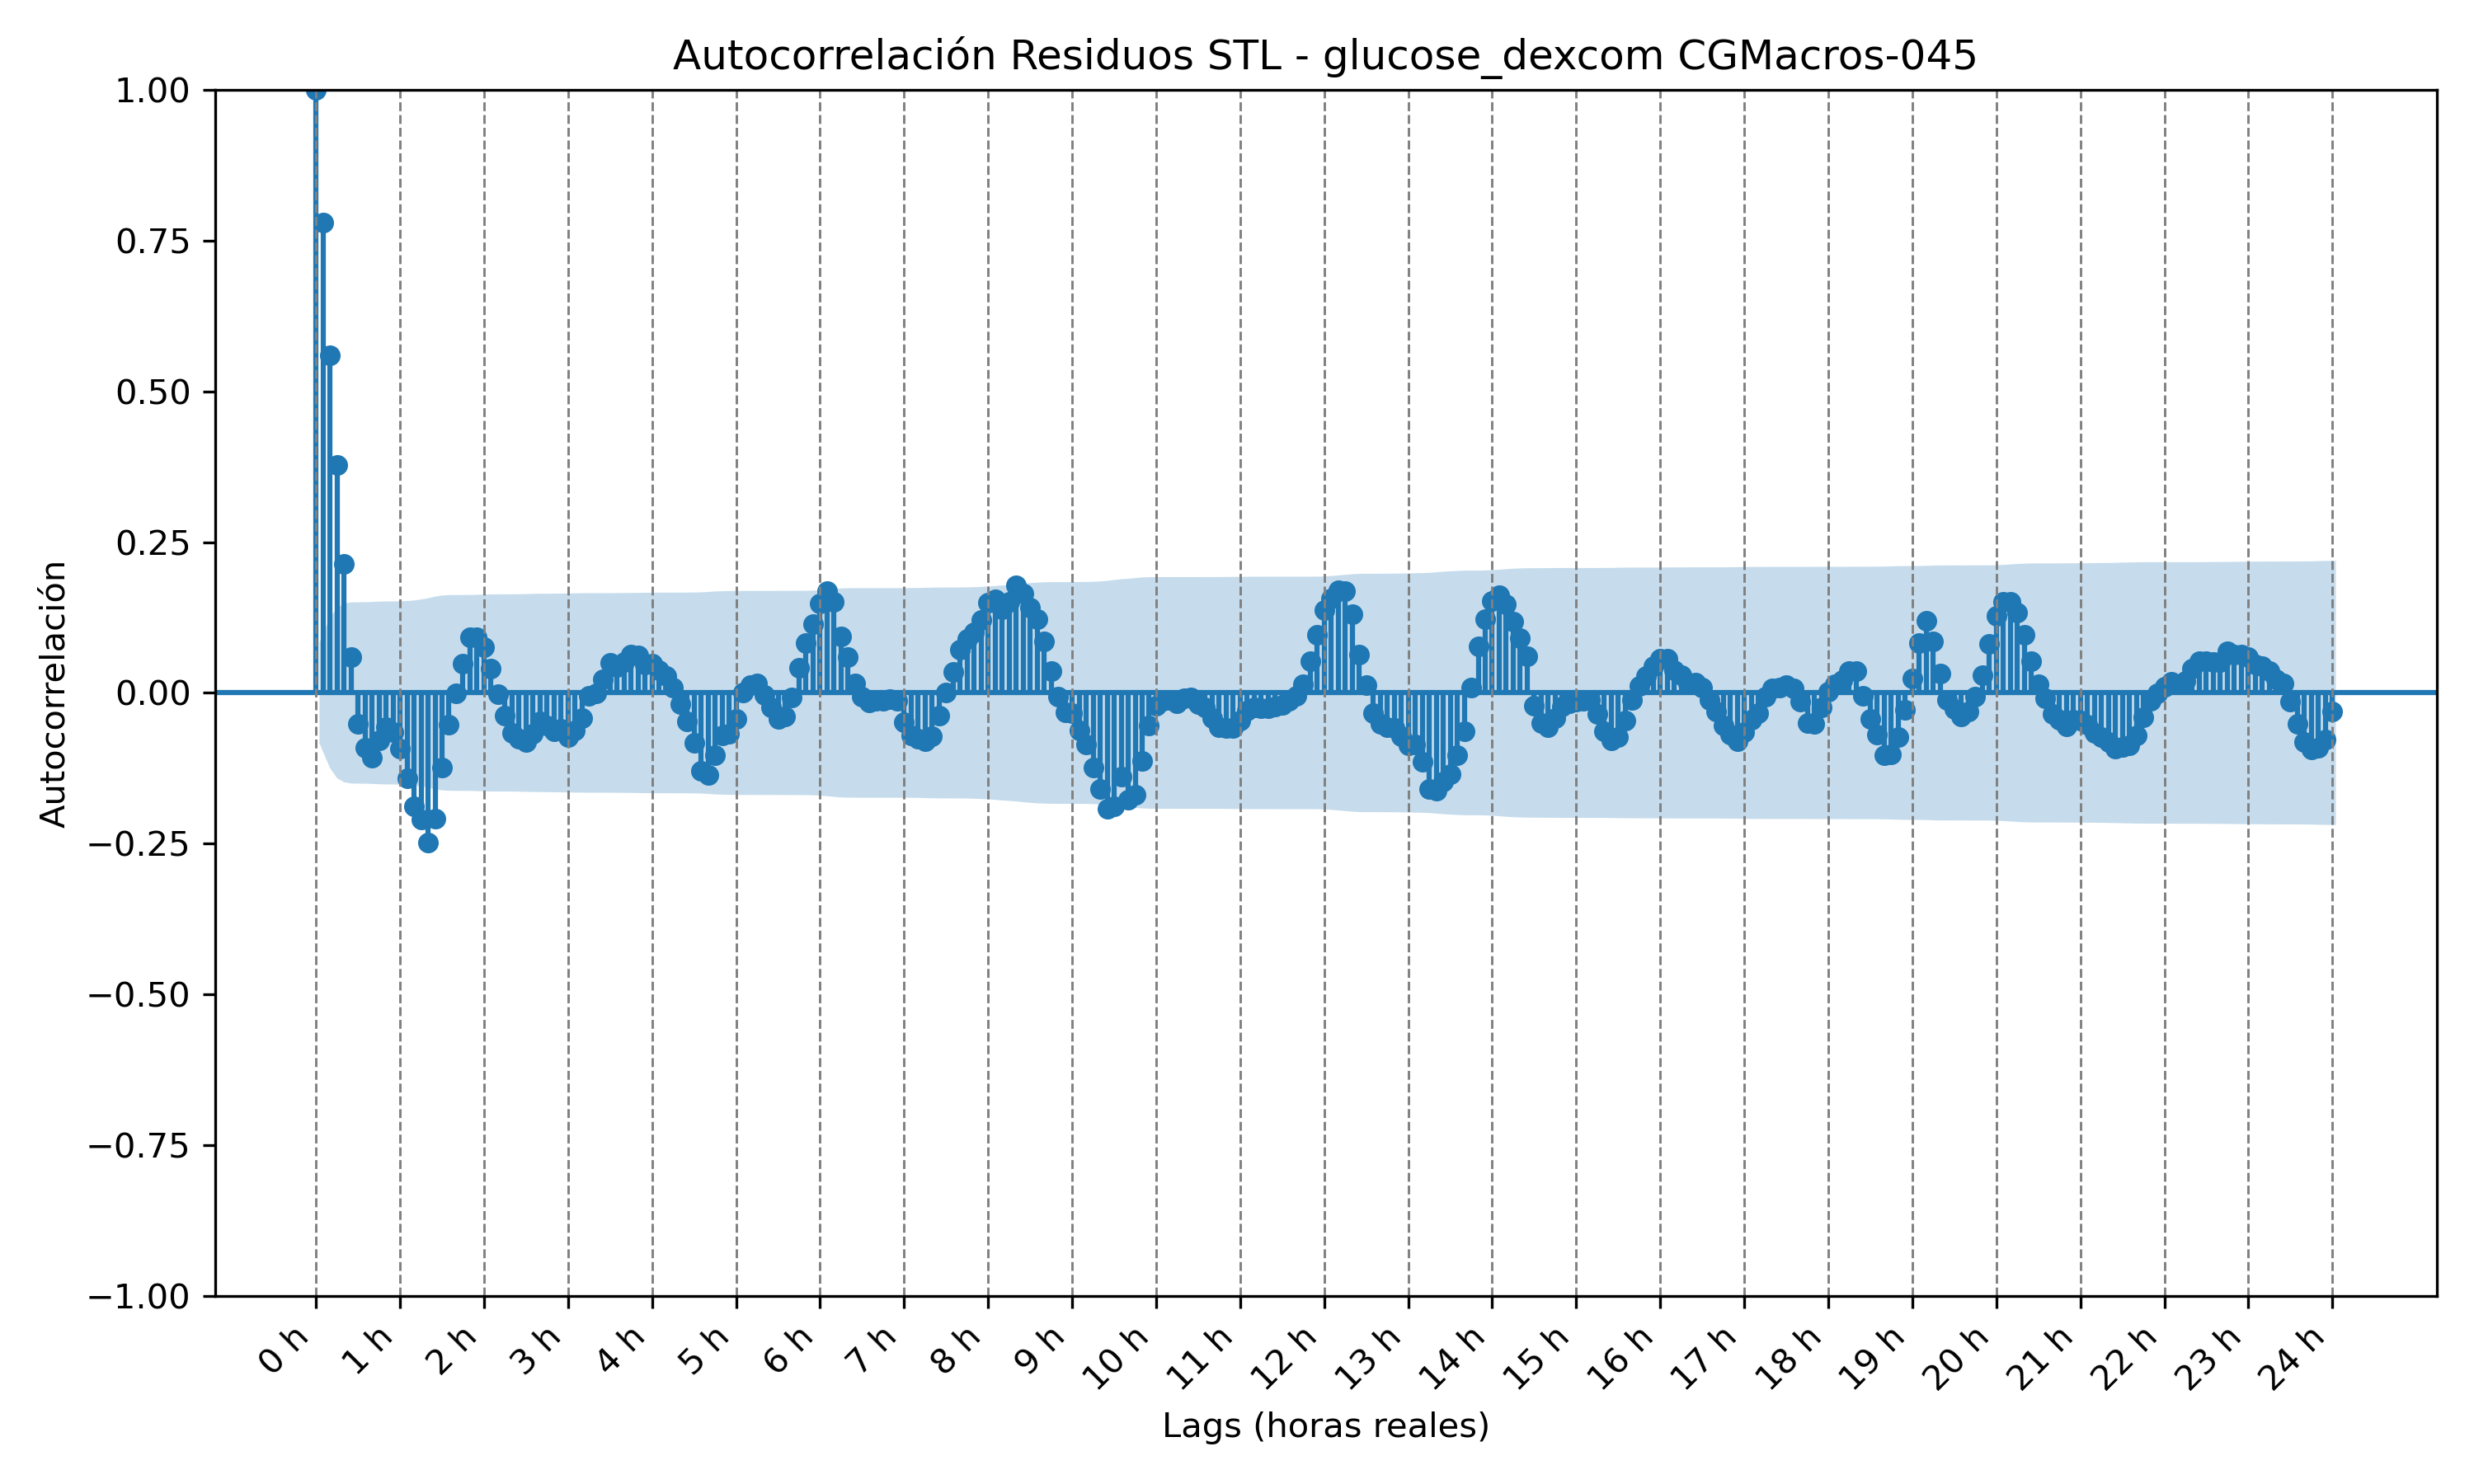 Autocorrelación Residuos STL - glucose_dexcom CGMacros-045
Autocorrelación
1.00
0.75
0.50
0.25
0.00
−0.25
−0.50
−0.75
−1.00
0 h
1 h
2 h
3 h
4 h
5 h
6 h
7 h
8 h
9 h
10 h
11 h
12 h
13 h
14 h
15 h
16 h
17 h
18 h
19 h
20 h
21 h
22 h
23 h
24 h
Lags (horas reales)